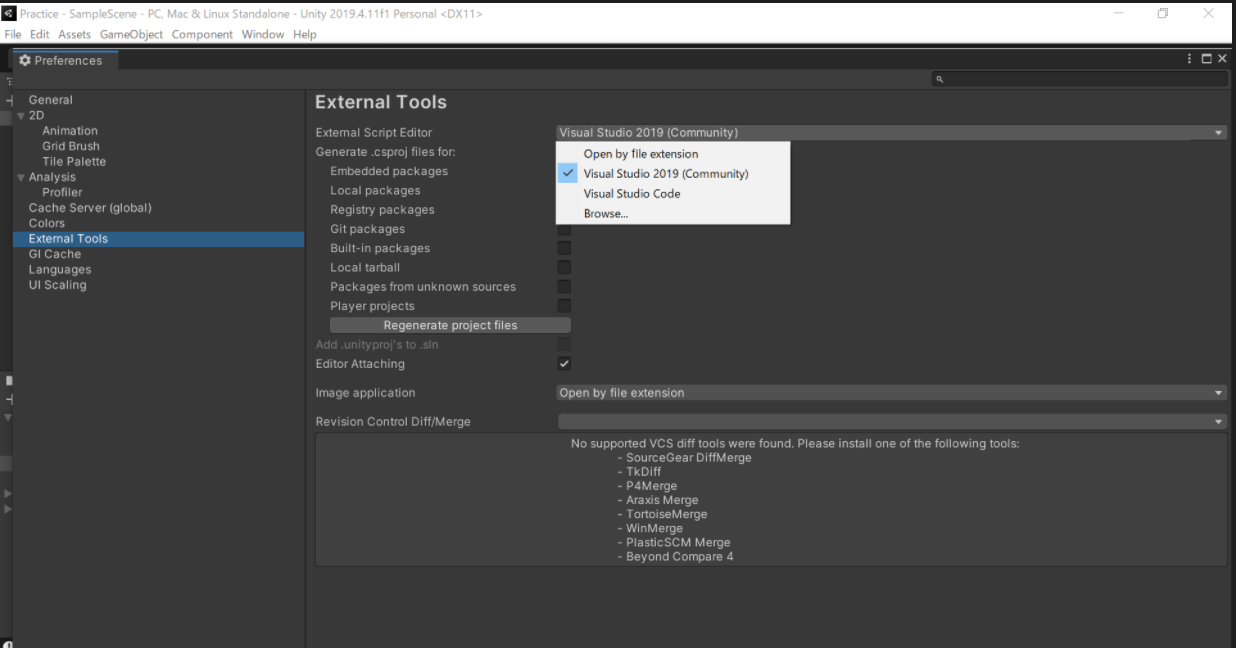 Practice - SampleScene - PC, Mac & Linux Standalone - Unity 2019.4.11f1 Personal <DX11>
File Edit Assets GameObject Component Window Help
Preferences
General
2D
Animation
Grid Brush
Tile Palette
Analysis
Profiler
Cache Server (global)
Colors
External Tools
GI Cache
Languages
UI Scaling
External Tools
External Script Editor Visual Studio 2019 (Community)
Open by file extension
Visual Studio 2019 (Community)
Visual Studio Code
Browse...
Generate .csproj files for:
Embedded packages
Local packages
Registry packages
Git packages
Built-in packages
Local tarball
Packages from unknown sources
Player projects
Regenerate project files
Add .unityproj's to .sln
Editor Attaching
Image application Open by file extension
Revision Control Diff/Merge
No supported VCS diff tools were found. Please install one of the following tools:
- SourceGear DiffMerge
- TkDiff
- P4Merge
- Araxis Merge
- TortoiseMerge
- WinMerge
- PlasticSCM Merge
- Beyond Compare 4